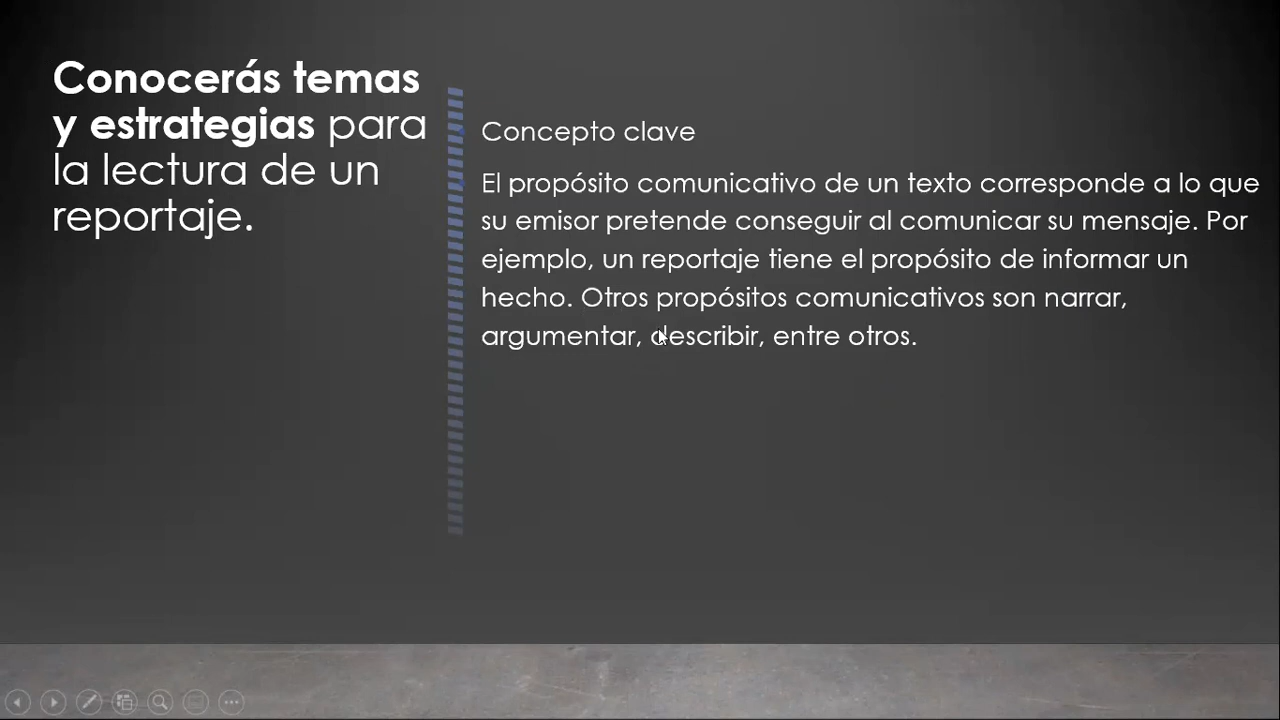 Conocerás temas
y estrategias para
la lectura de un
reportaje.
Concepto clave
El propósito comunicativo de un texto corresponde a lo que
su emisor pretende conseguir al comunicar su mensaje. Por
ejemplo, un reportaje tiene el propósito de informar un
hecho. Otros propósitos comunicativos son narrar,
argumentar, describir, entre otros.